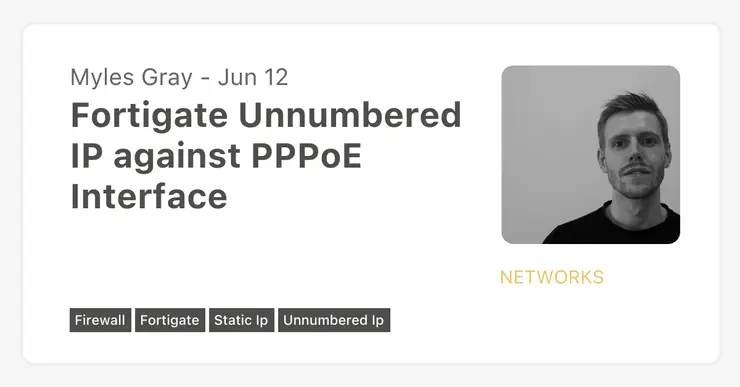 Myles Gray - Jun 12
Fortigate Unnumbered
IP against PPPoE
Interface
NETWORKS
Firewall Fortigate Static Ip Unnumbered Ip